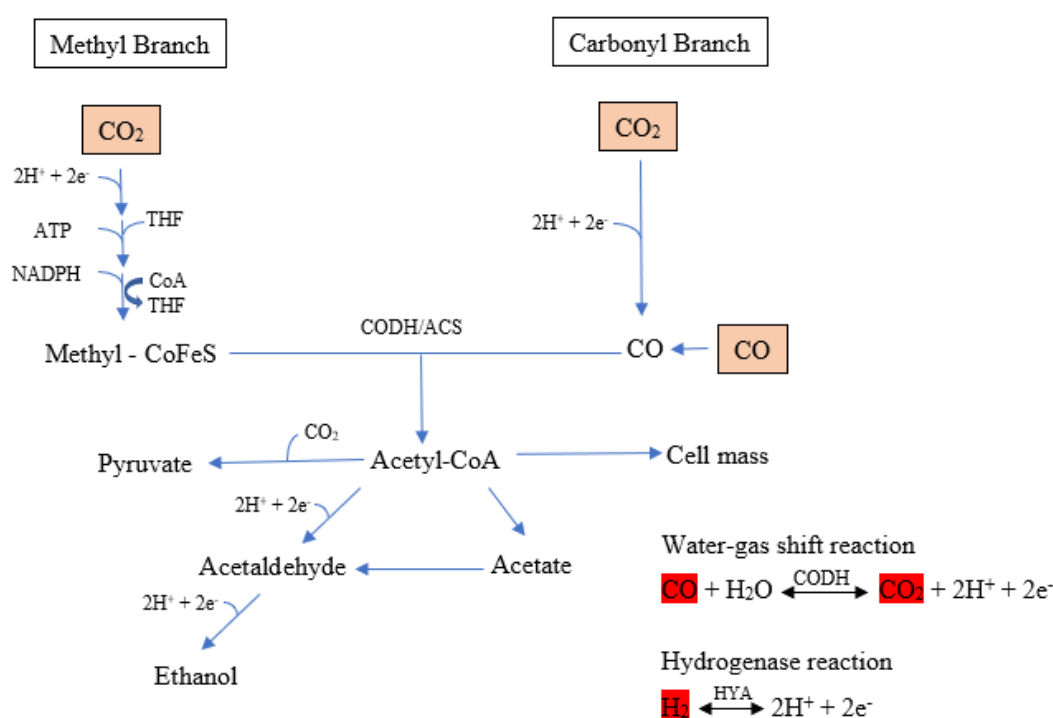 Methyl Branch
Carbonyl Branch
CO₂
CO₂
2H⁺ + 2e⁻
THF
ATP
2H⁺ + 2e⁻
NADPH
CoA
THF
CODH/ACS
Methyl - CoFeS
CO
CO
CO₂
Pyruvate
Acetyl-CoA
Cell mass
2H⁺ + 2e⁻
Acetaldehyde
Acetate
2H⁺ + 2e⁻
Ethanol
Water-gas shift reaction
CODH
CO + H₂O CO₂ + 2H⁺ + 2e⁻
Hydrogenase reaction
HYA
H₂ 2H⁺ + 2e⁻